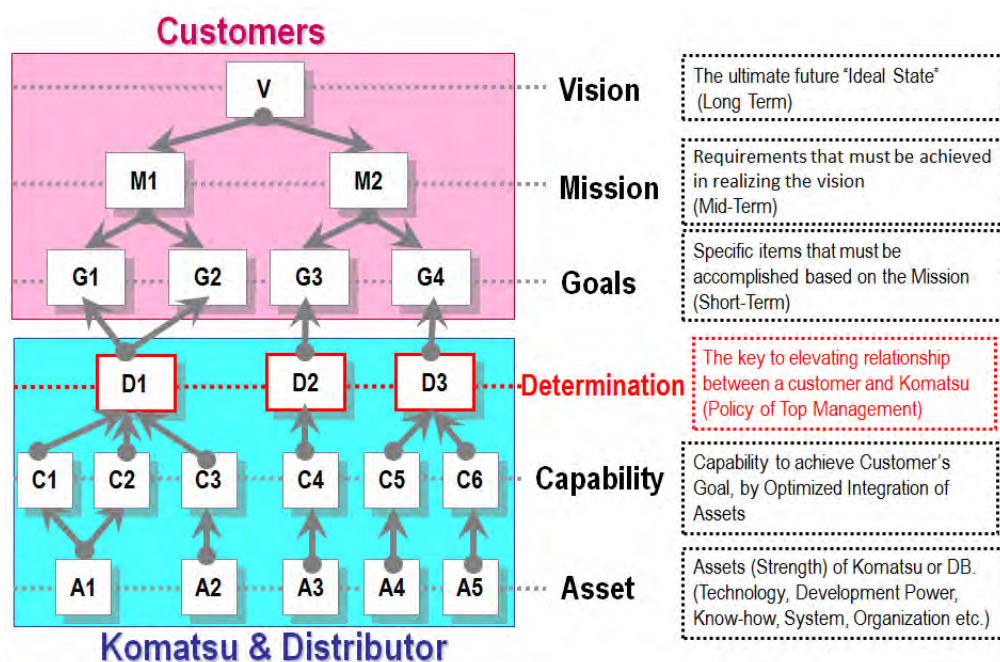 Customers
V
Vision
The ultimate future “Ideal State”
(Long Term)
M1
M2
Mission
Requirements that must be achieved
in realizing the vision
(Mid-Term)
G1
G2
G3
G4
Goals
Specific items that must be
accomplished based on the Mission
(Short-Term)
D1
D2
D3
Determination
The key to elevating relationship
between a customer and Komatsu
(Policy of Top Management)
C1
C2
C3
C4
C5
C6
Capability
Capability to achieve Customer's
Goal, by Optimized Integration of
Assets
A1
A2
A3
A4
A5
Asset
Assets (Strength) of Komatsu or DB.
(Technology, Development Power,
Know-how, System, Organization etc.)
Komatsu & Distributor